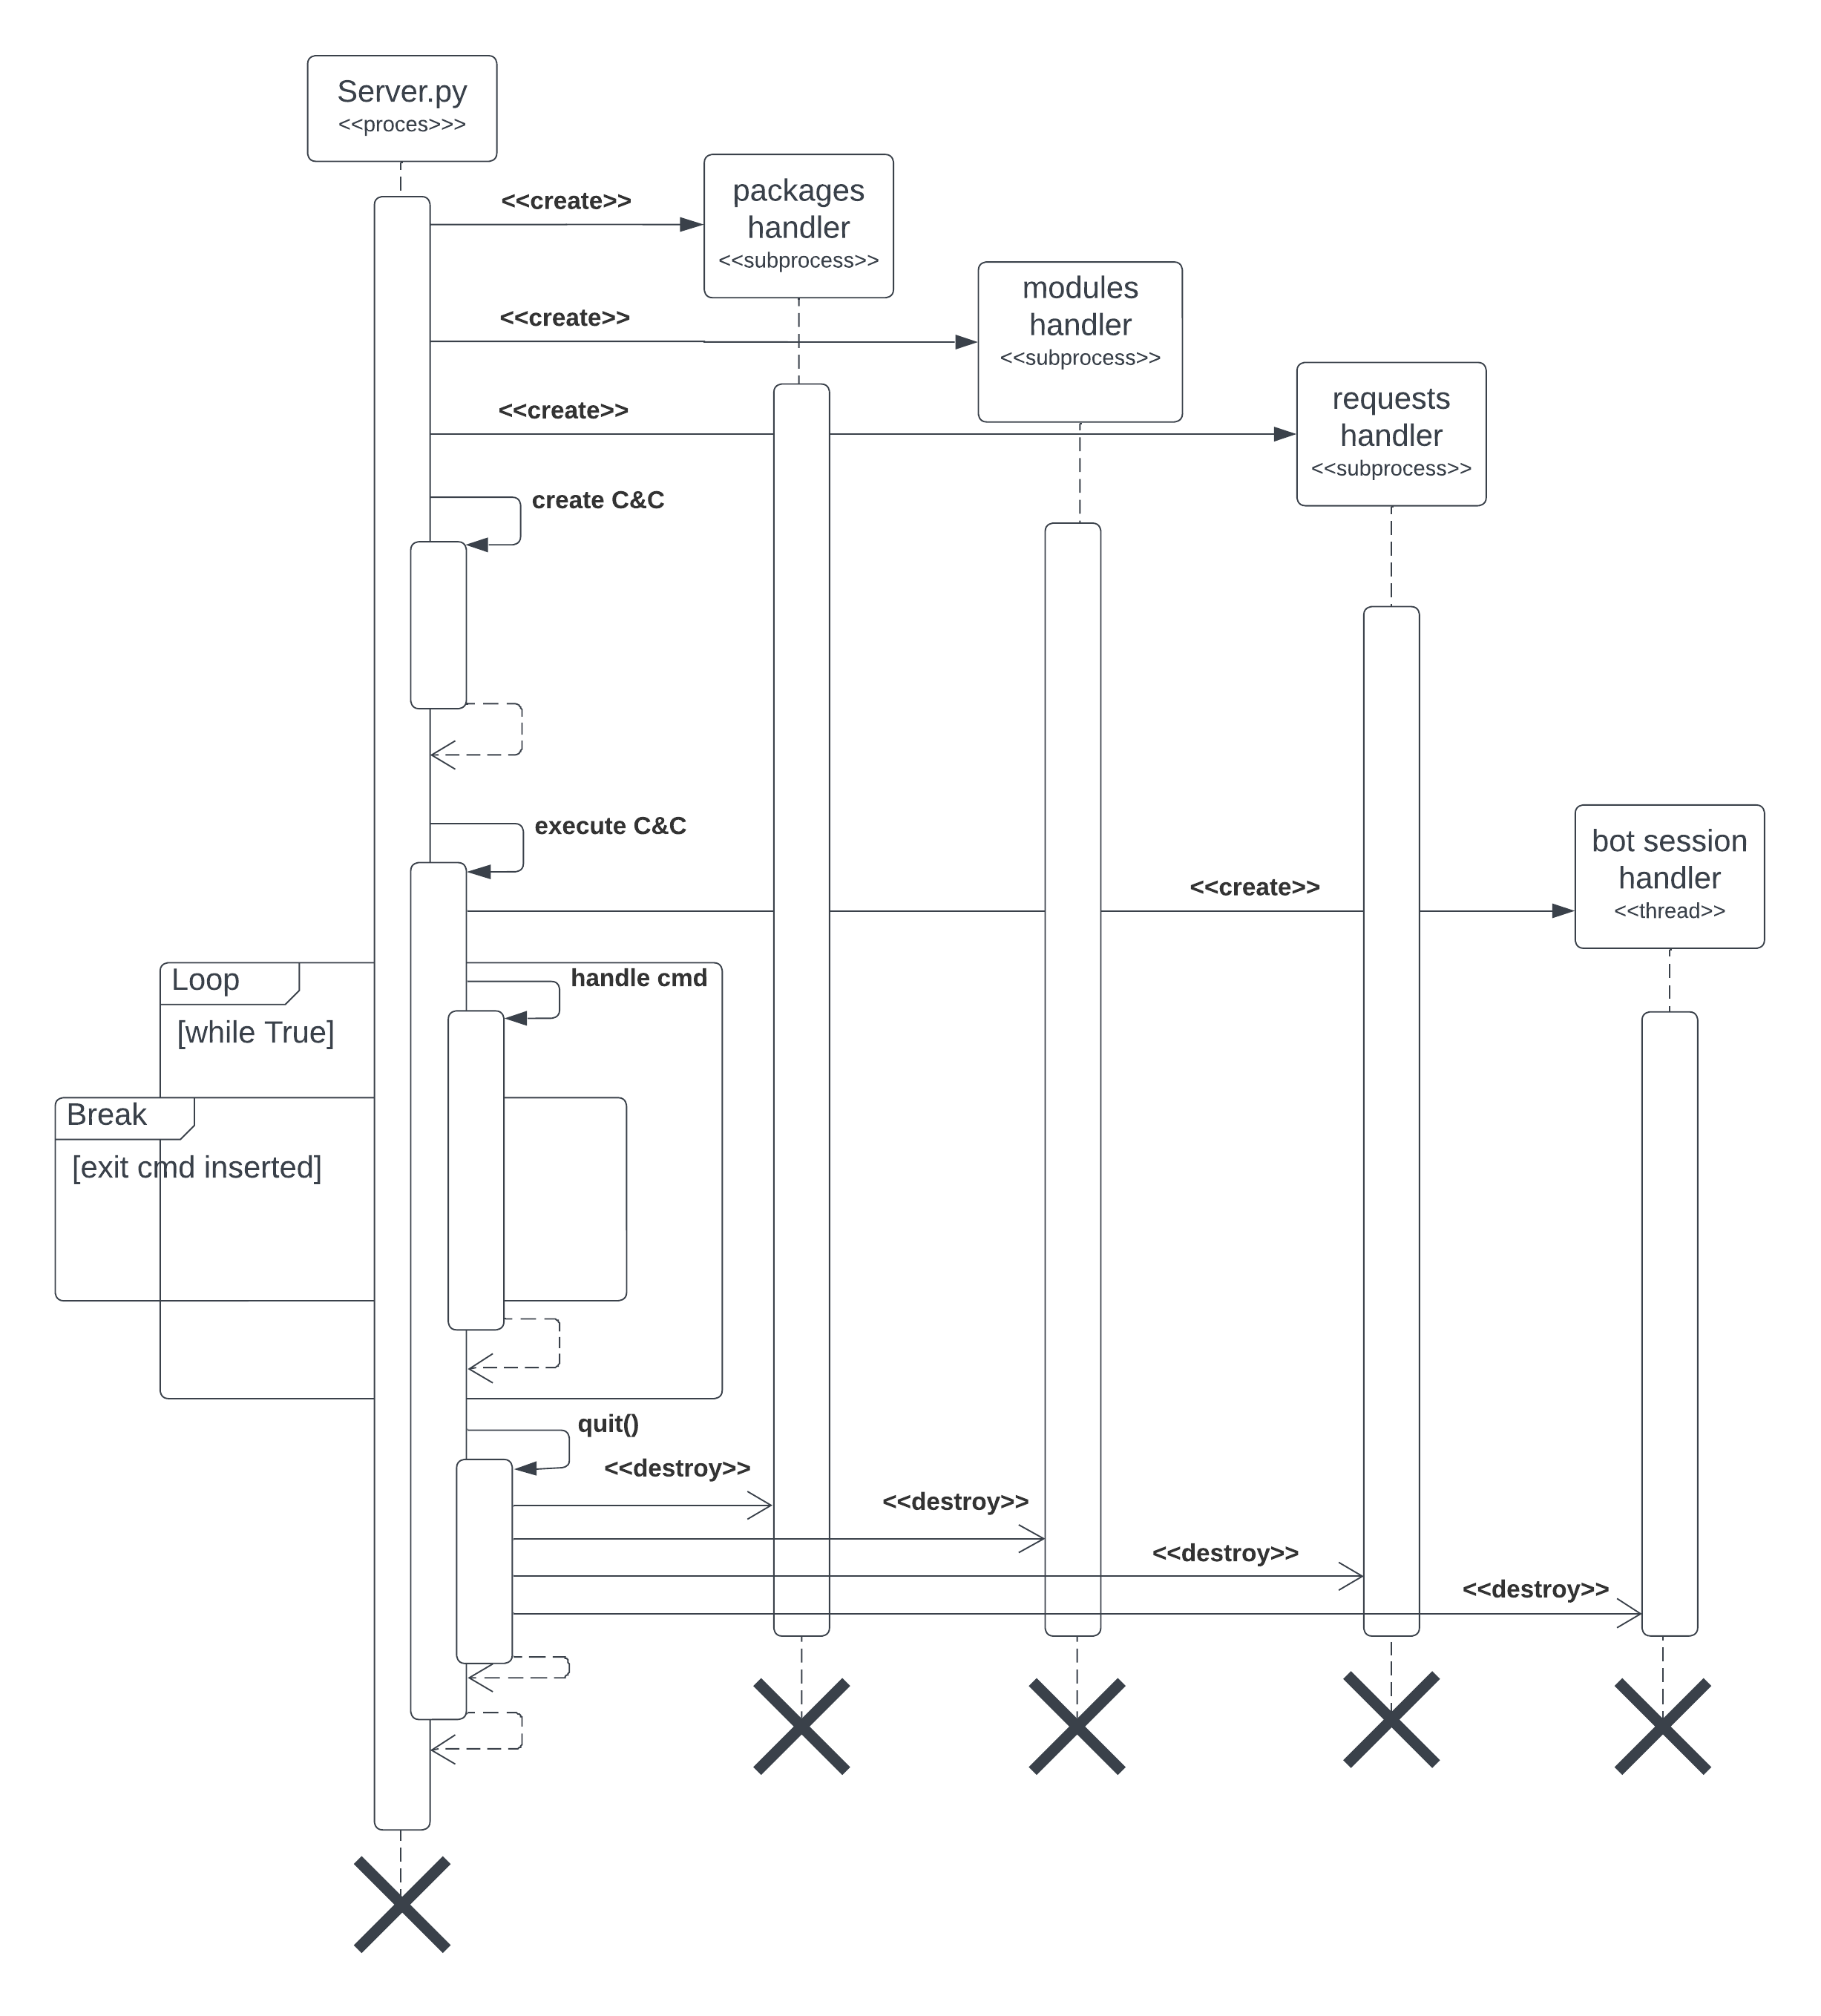 Server.py
<<proces>>>
<<create>>
packages
handler
<<subprocess>>
<<create>>
modules
handler
<<subprocess>>
<<create>>
requests
handler
<<subprocess>>
create C&C
execute C&C
bot session
handler
<<thread>>
<<create>>
Loop
handle cmd
[while True]
Break
[exit cmd inserted]
quit()
<<destroy>>
<<destroy>>
<<destroy>>
<<destroy>>